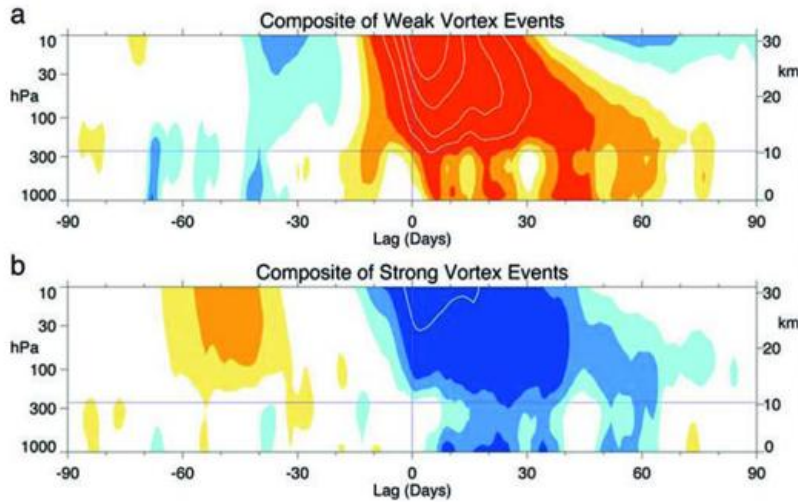 a
Composite of Weak Vortex Events
10
30
hPa
100
300
1000
30
km
20
10
0
-90 -60 -30 0 30 60 90
Lag (Days)
b
Composite of Strong Vortex Events
10
30
hPa
100
300
1000
30
km
20
10
0
-90 -60 -30 0 30 60 90
Lag (Days)